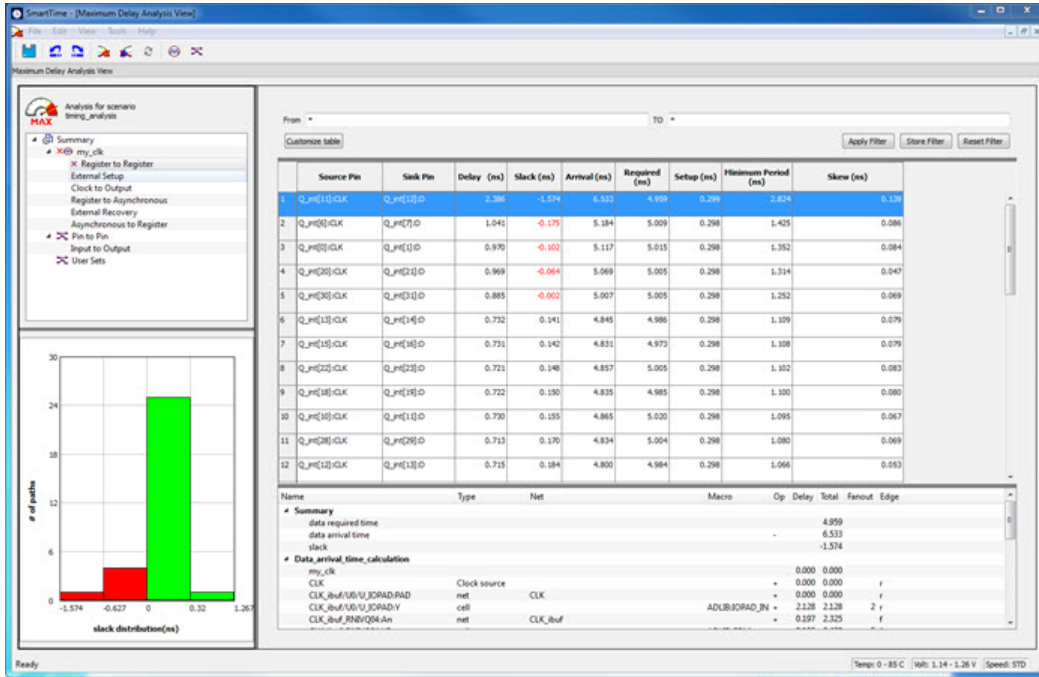 SmartTime - [Maximum Delay Analysis View]
File Edit View Tools Help
Maximum Delay Analysis View
MAX
Analysis for scenario
timing_analysis
Summary
my_clk
Register to Register
External Setup
Clock to Output
Register to Asynchronous
External Recovery
Asynchronous to Register
Pin to Pin
Input to Output
User Sets
From * TO *
Customize table Apply Filter Store Filter Reset Filter
Source Pin Sink Pin Delay (ns) Slack (ns) Arrival (ns) Required (ns) Setup (ns) Minimum Period (ns) Skew (ns)
1 Q_int[11]:CLK Q_int[12]:D 2.386 -1.574 6.533 4.959 0.299 2.824 0.139
2 Q_int[6]:CLK Q_int[7]:D 1.041 -0.175 5.184 5.009 0.298 1.425 0.086
3 Q_int[0]:CLK Q_int[1]:D 0.970 -0.102 5.117 5.015 0.298 1.352 0.084
4 Q_int[20]:CLK Q_int[21]:D 0.969 -0.064 5.069 5.005 0.298 1.314 0.047
5 Q_int[30]:CLK Q_int[31]:D 0.885 -0.002 5.007 5.005 0.298 1.252 0.069
6 Q_int[13]:CLK Q_int[14]:D 0.732 0.141 4.845 4.986 0.298 1.109 0.079
7 Q_int[15]:CLK Q_int[16]:D 0.731 0.142 4.831 4.973 0.298 1.108 0.079
8 Q_int[22]:CLK Q_int[23]:D 0.721 0.148 4.857 5.005 0.298 1.102 0.083
9 Q_int[18]:CLK Q_int[19]:D 0.722 0.150 4.835 4.985 0.298 1.100 0.080
10 Q_int[10]:CLK Q_int[11]:D 0.730 0.155 4.865 5.020 0.298 1.095 0.067
11 Q_int[28]:CLK Q_int[29]:D 0.713 0.170 4.834 5.004 0.298 1.080 0.069
12 Q_int[12]:CLK Q_int[13]:D 0.715 0.184 4.800 4.984 0.298 1.066 0.053
30
24
18
12
6
0
# of paths
-1.574 -0.627 0 0.32 1.267
slack distribution(ns)
Name Type Net Macro Op Delay Total Fanout Edge
Summary
data required time 4.959
data arrival time - 6.533
slack -1.574
Data_arrival_time_calculation
my_clk 0.000 0.000
CLK Clock source + 0.000 0.000 r
CLK_ibuf/U0/U_IOPAD:PAD net CLK + 0.000 0.000 r
CLK_ibuf/U0/U_IOPAD:Y cell ADLIB:IOPAD_IN + 2.128 2.128 2 r
CLK_ibuf_RNIVQ04:An net CLK_ibuf + 0.197 2.325 f
Ready
Temp: 0 - 85 C Volt: 1.14 - 1.26 V Speed: STD